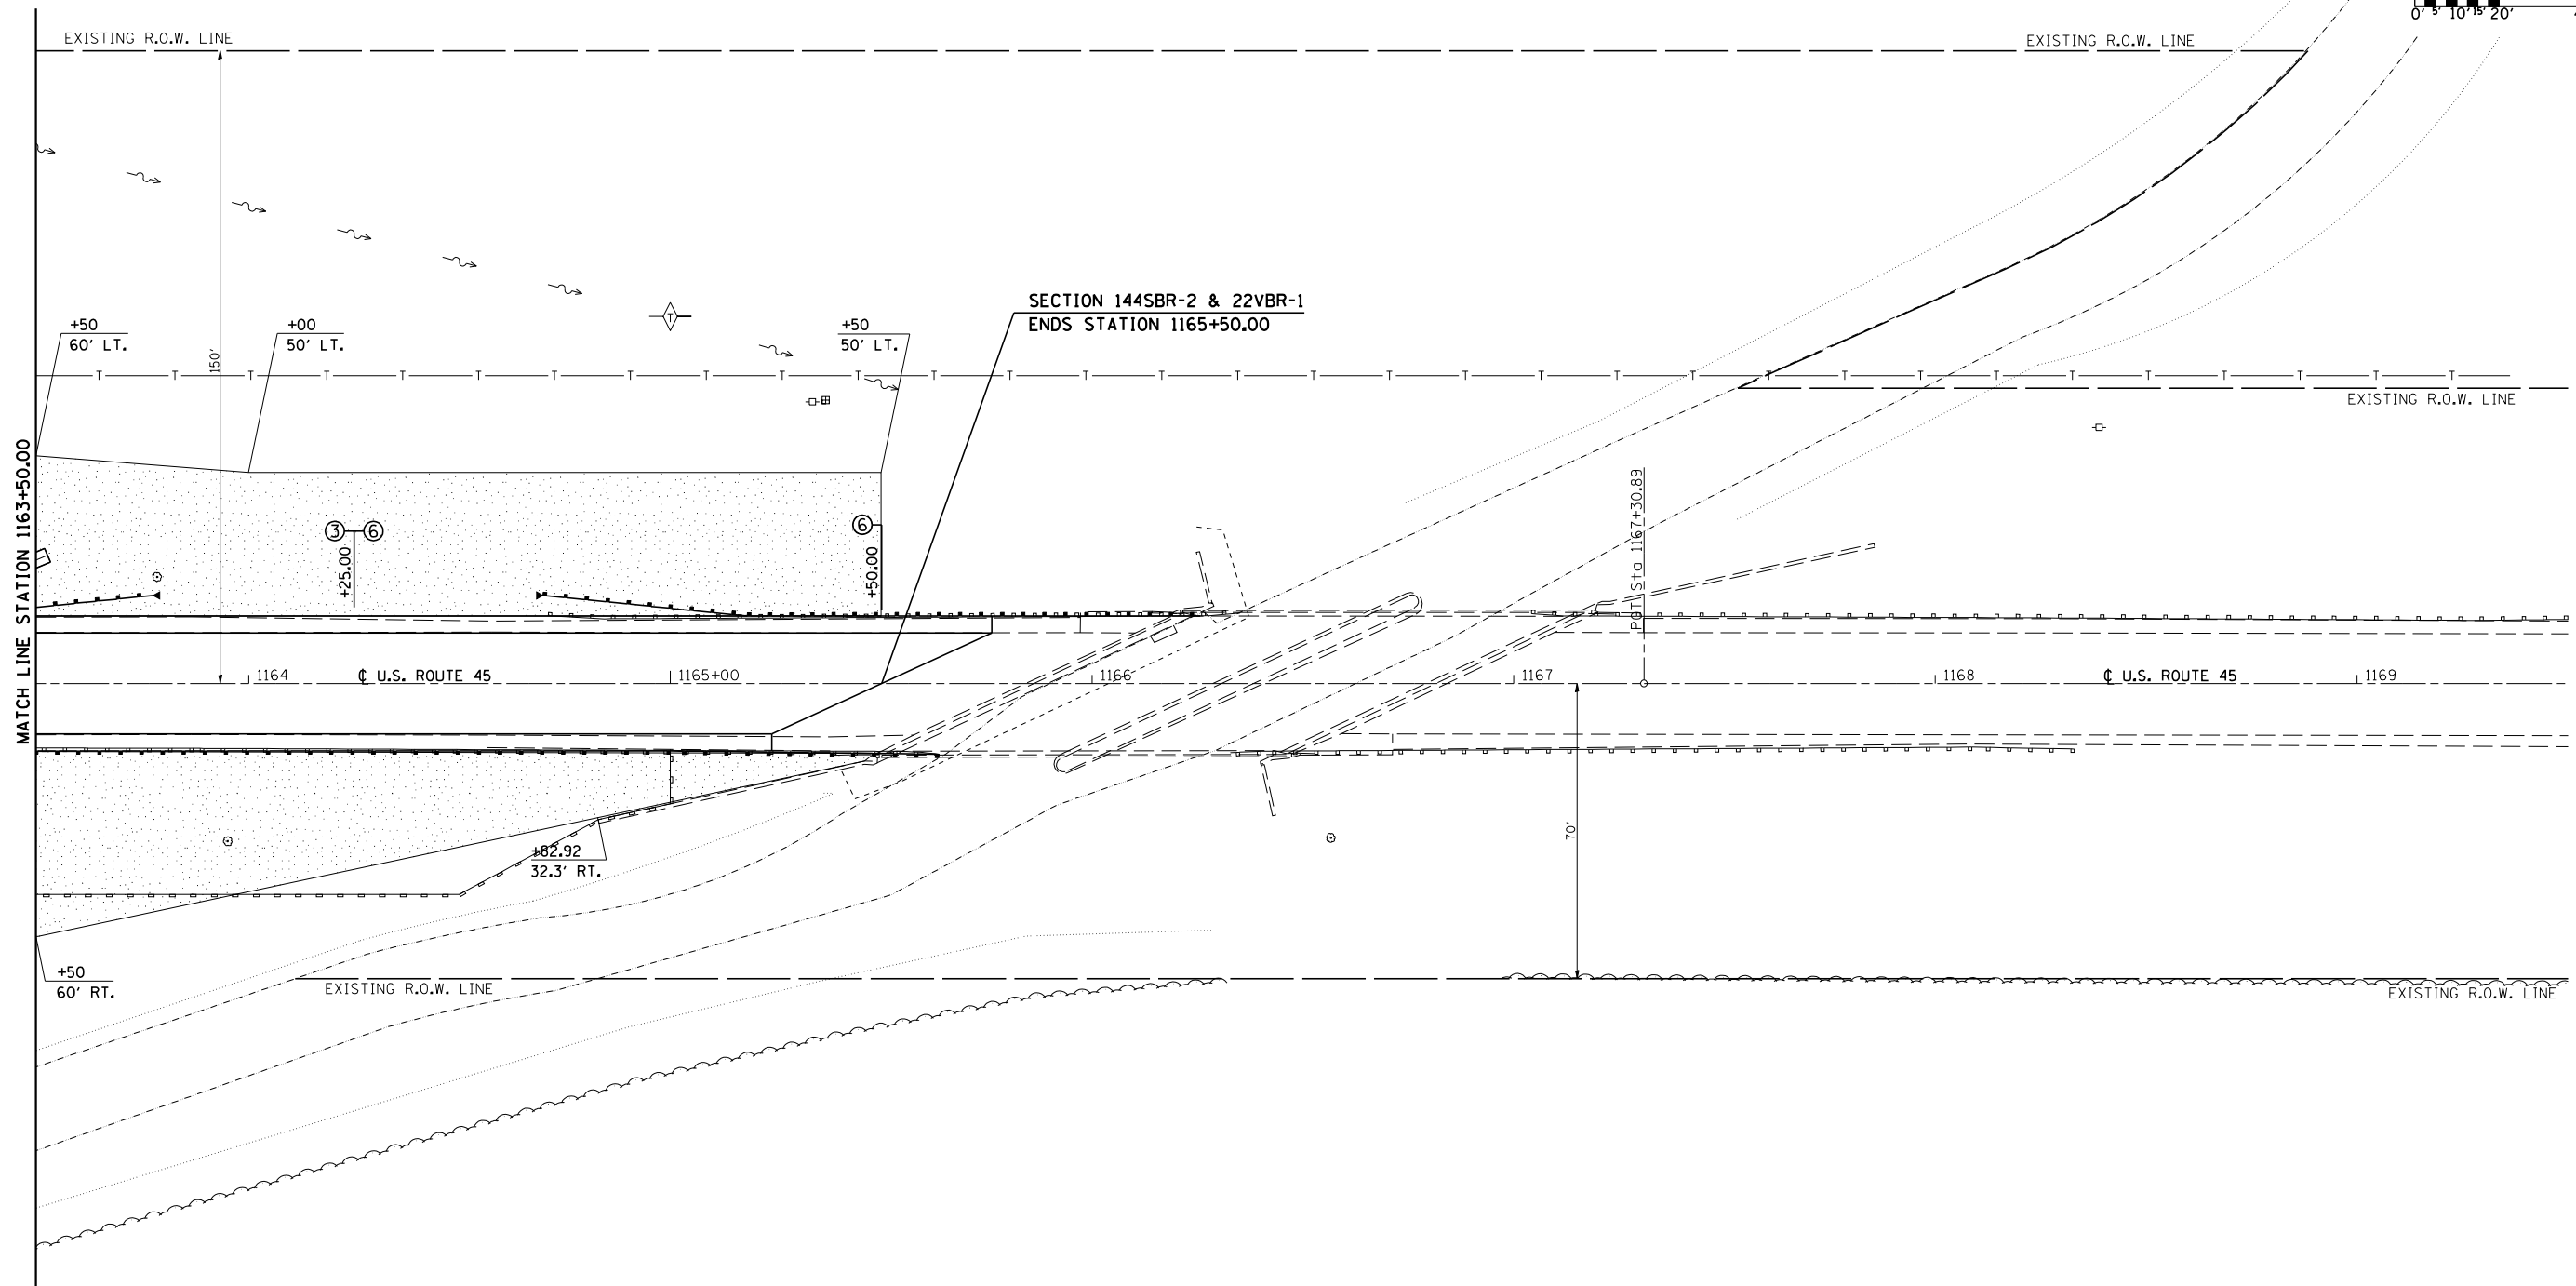 0' 5' 10' 15' 20'
EXISTING R.O.W. LINE
EXISTING R.O.W. LINE
150'
SECTION 144SBR-2 & 22VBR-1
ENDS STATION 1165+50.00
+50
60' LT.
+00
50' LT.
+50
50' LT.
T
T T T T T T T T T T T T T T T T T T T T T T T T T T T T T T T T
EXISTING R.O.W. LINE
MATCH LINE STATION 1163+50.00
3 6
+25.00
6
+50.00
POT Sta 1167+30.89
1164
℄ U.S. ROUTE 45
1165+00
1166
1167
1168
℄ U.S. ROUTE 45
1169
70'
+82.92
32.3' RT.
+50
60' RT.
EXISTING R.O.W. LINE
EXISTING R.O.W. LINE